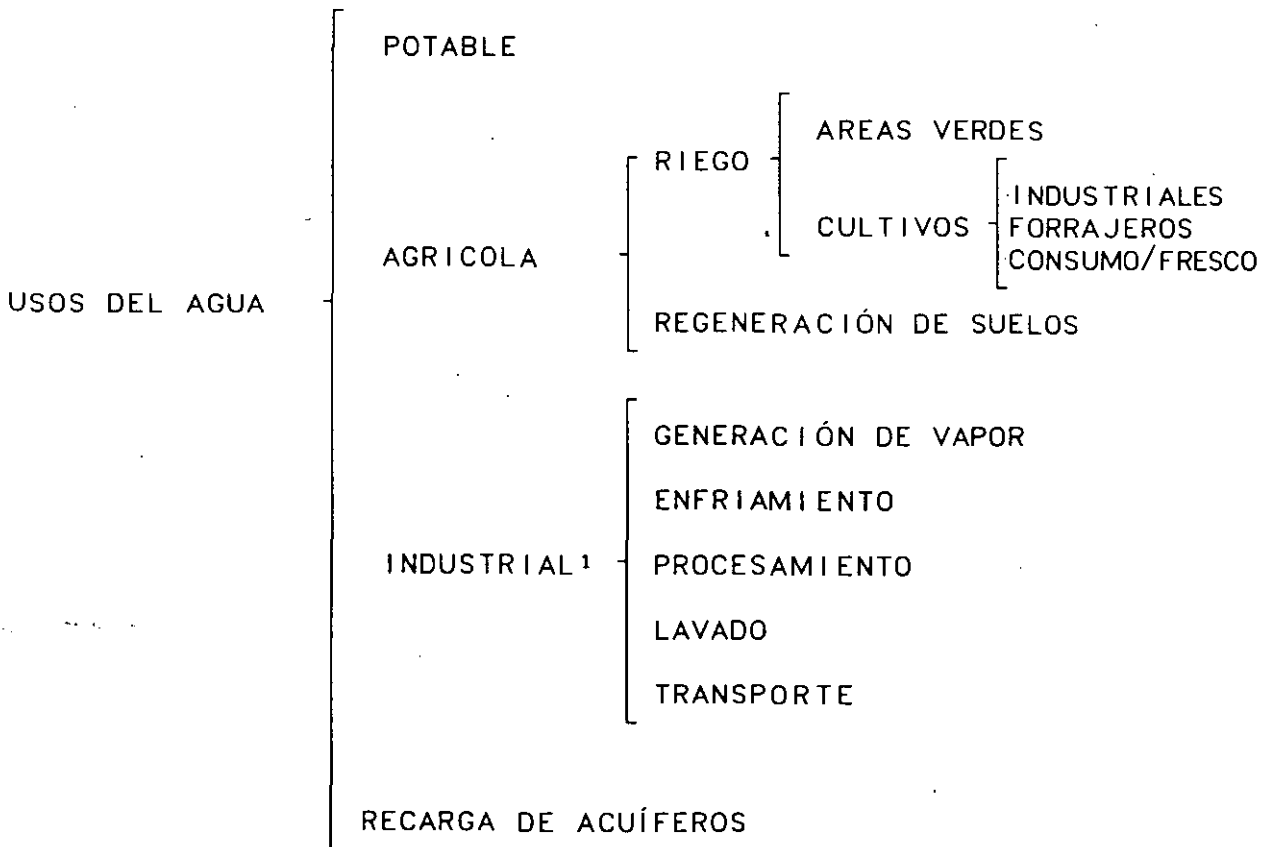 POTABLE
AREAS VERDES
RIEGO
INDUSTRIALES
CULTIVOS
FORRAJEROS
AGRICOLA
CONSUMO/FRESCO
USOS DEL AGUA
REGENERACIÓN DE SUELOS
GENERACIÓN DE VAPOR
ENFRIAMIENTO
INDUSTRIAL¹
PROCESAMIENTO
LAVADO
TRANSPORTE
RECARGA DE ACUÍFEROS